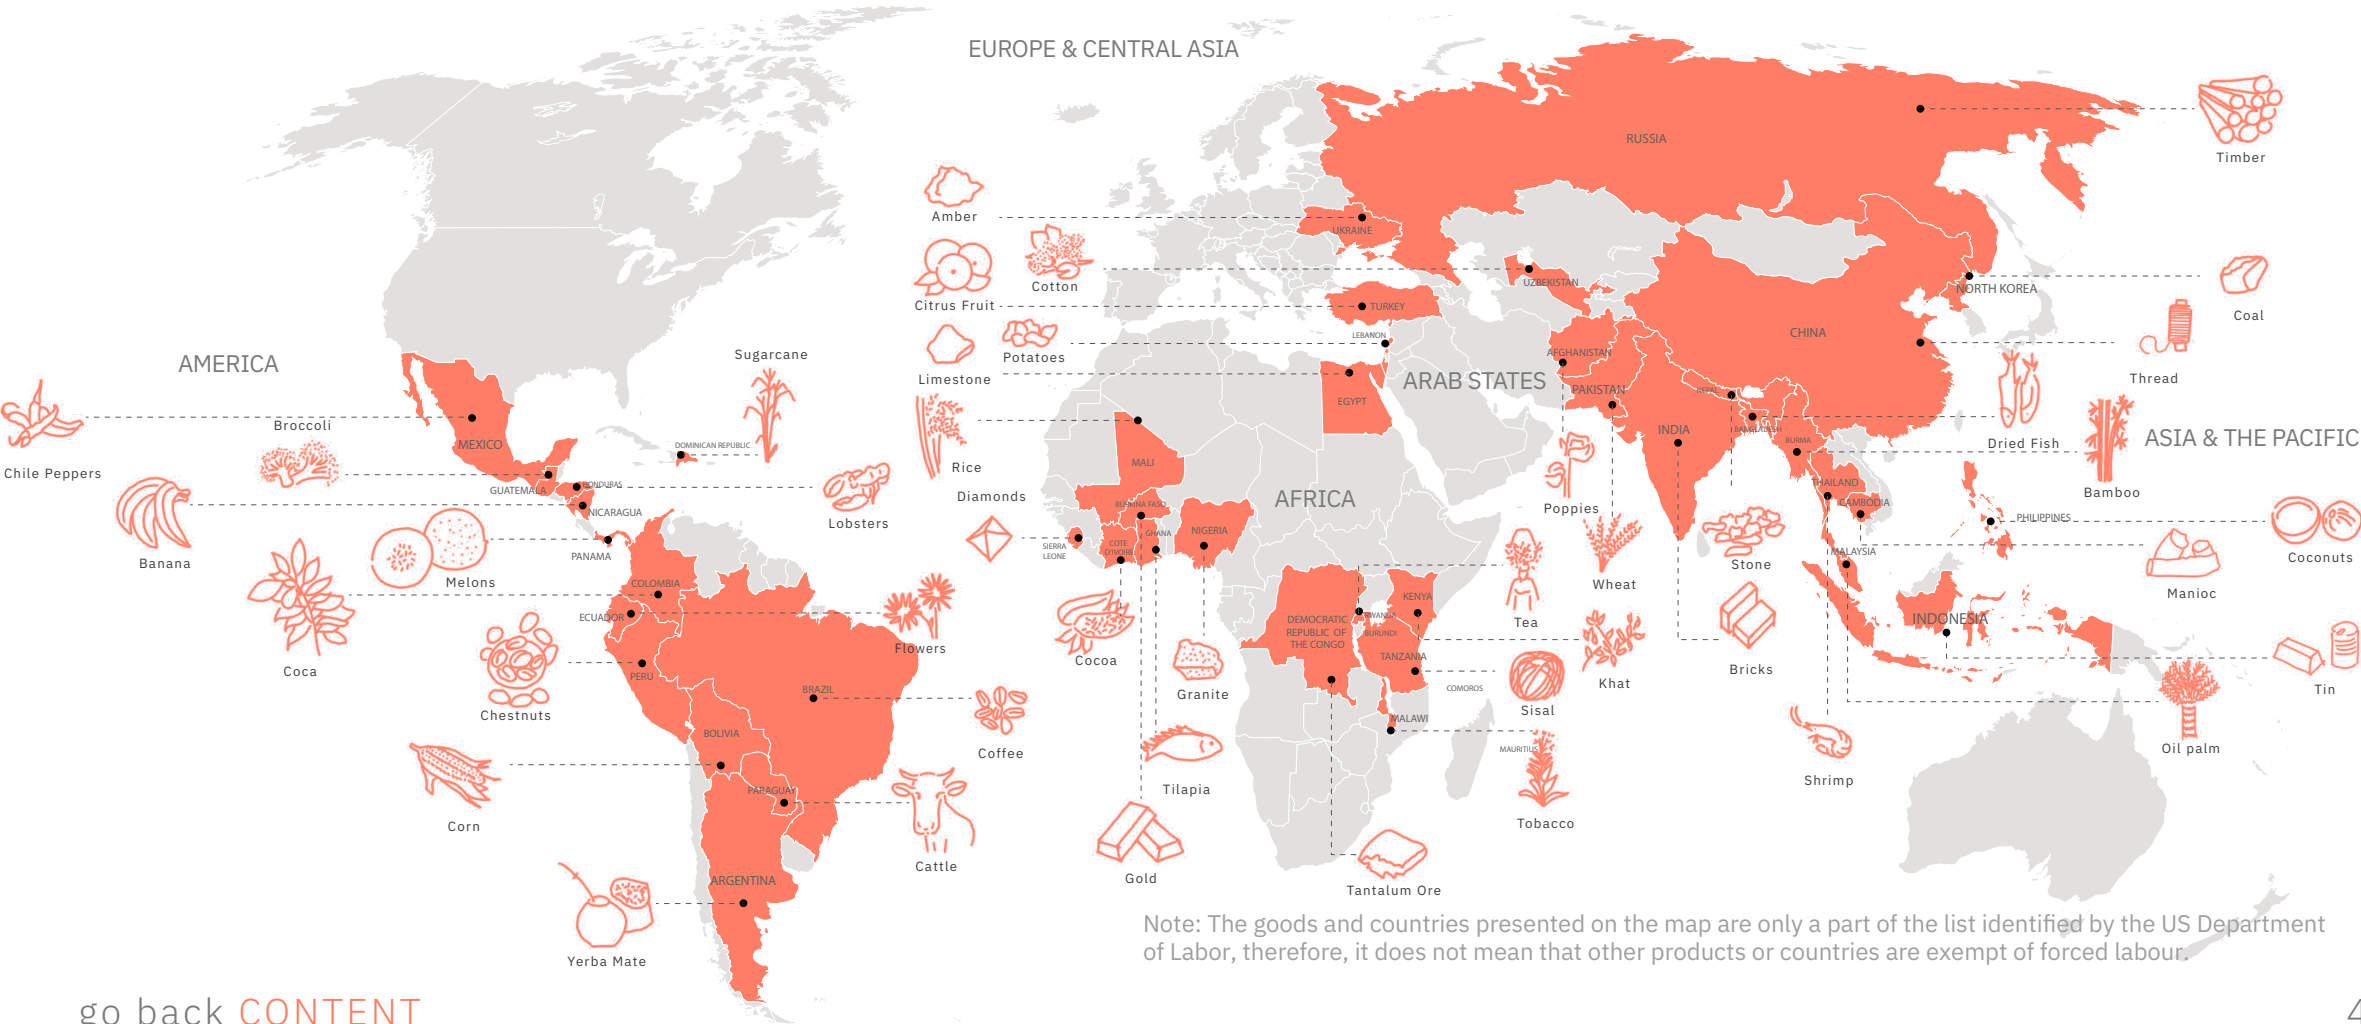 EUROPE & CENTRAL ASIA
RUSSIA
Timber
Amber
UKRAINE
Cotton
UZBEKISTAN
Citrus Fruit
TURKEY
NORTH KOREA
Coal
LEBANON
Potatoes
CHINA
Thread
AMERICA
Sugarcane
Limestone
EGYPT
ARAB STATES
AFGHANISTAN
PAKISTAN
NEPAL
Broccoli
MEXICO
DOMINICAN REPUBLIC
Chile Peppers
Rice
MALI
INDIA
BANGLADESH
BURMA
Dried Fish
ASIA & THE PACIFIC
GUATEMALA
HONDURAS
NICARAGUA
Lobsters
Diamonds
BURKINA FASO
AFRICA
Poppies
THAILAND
CAMBODIA
Bamboo
PHILIPPINES
Banana
PANAMA
Melons
SIERRA
LEONE
COTE
D'IVOIRE
GHANA
NIGERIA
Wheat
Stone
MALAYSIA
Coconuts
Manioc
COLOMBIA
ECUADOR
Flowers
Coca
KENYA
RWANDA
BURUNDI
DEMOCRATIC
REPUBLIC OF
THE CONGO
Tea
INDONESIA
Cocoa
TANZANIA
Khat
Bricks
PERU
Granite
COMOROS
Sisal
Tin
BRAZIL
Chestnuts
MALAWI
BOLIVIA
Coffee
MAURITIUS
Oil palm
Shrimp
Tilapia
PARAGUAY
Corn
Tobacco
Cattle
Gold
ARGENTINA
Tantalum Ore
Yerba Mate
Note: The goods and countries presented on the map are only a part of the list identified by the US Department
of Labor, therefore, it does not mean that other products or countries are exempt of forced labour.
go back CONTENT
4